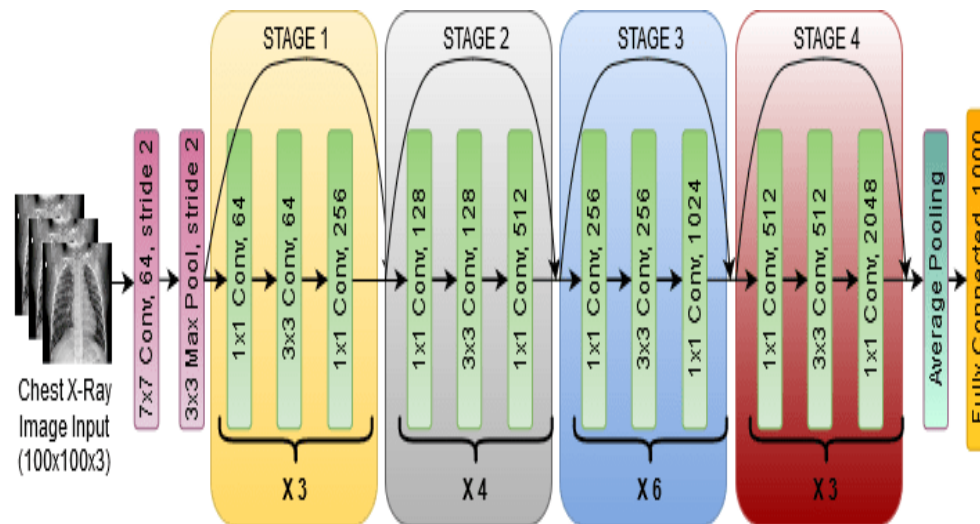 STAGE 1
STAGE 2
STAGE 3
STAGE 4
Chest X-Ray
Image Input
(100x100x3)
7x7 Conv, 64, stride 2
3x3 Max Pool, stride 2
1x1 Conv, 64
3x3 Conv, 64
1x1 Conv, 256
X 3
1x1 Conv, 128
3x3 Conv, 128
1x1 Conv, 512
X 4
1x1 Conv, 256
3x3 Conv, 256
1x1 Conv, 1024
X 6
1x1 Conv, 512
3x3 Conv, 512
1x1 Conv, 2048
X 3
Average Pooling
Fully Connected 1000